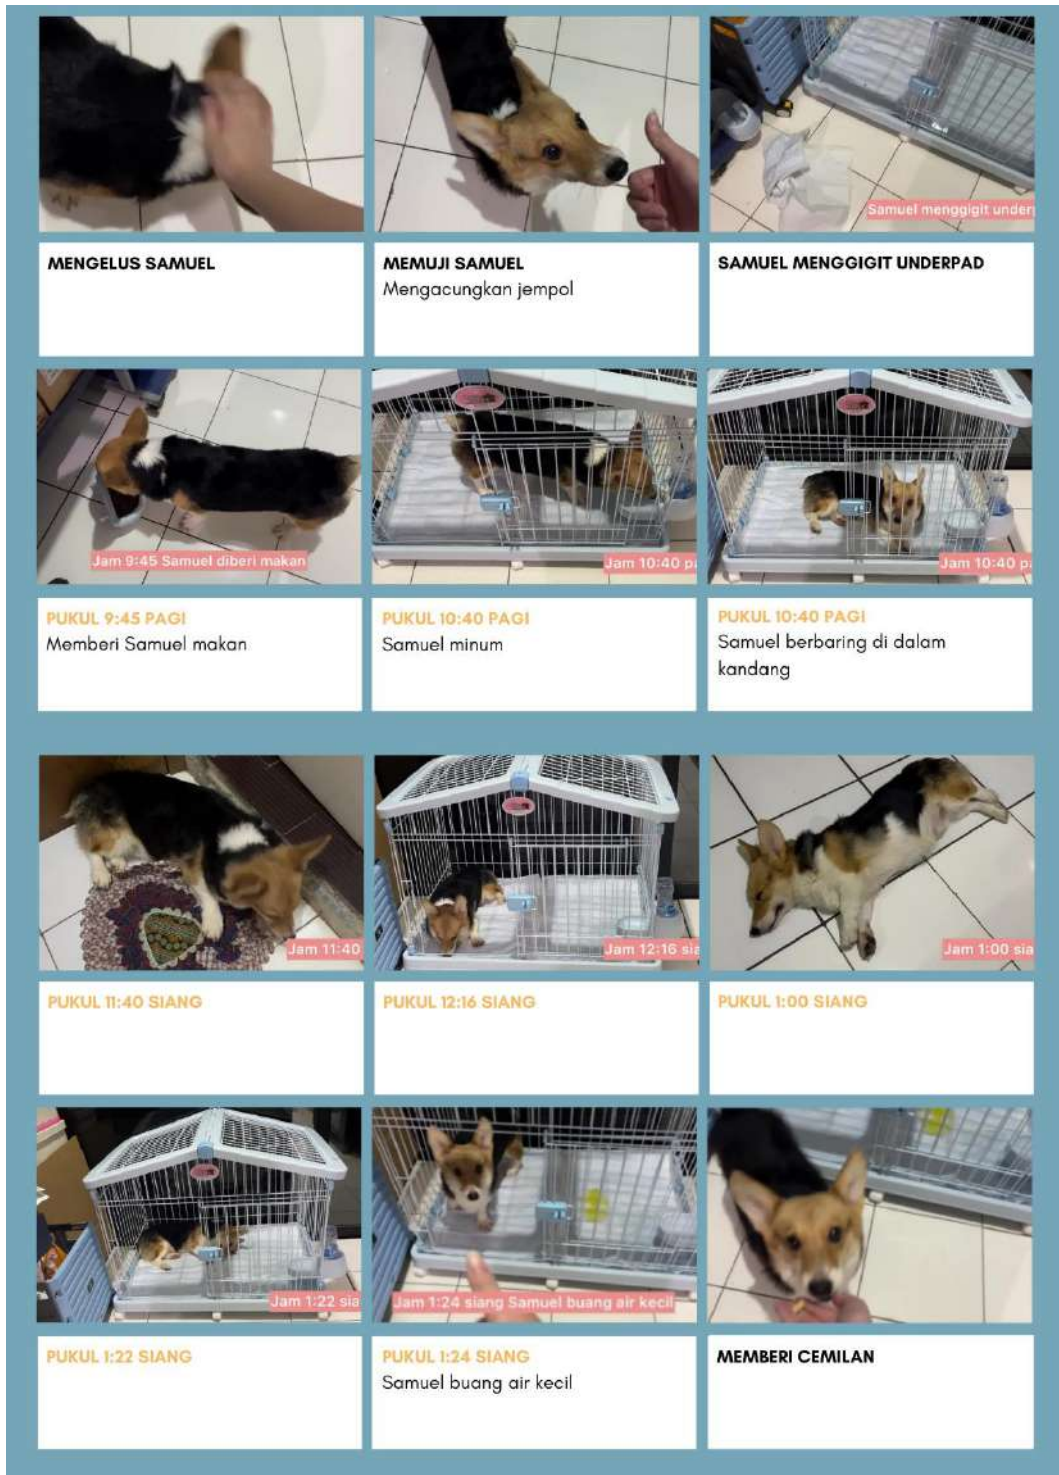 Samuel menggigit underp
MENGELUS SAMUEL
MEMUJI SAMUEL
Mengacungkan jempol
SAMUEL MENGGIGIT UNDERPAD
Jam 9:45 Samuel diberi makan
Jam 10:40 p
Jam 10:40 p
PUKUL 9:45 PAGI
Memberi Samuel makan
PUKUL 10:40 PAGI
Samuel minum
PUKUL 10:40 PAGI
Samuel berbaring di dalam
kandang
Jam 11:40
Jam 12:16 sia
Jam 1:00 sia
PUKUL 11:40 SIANG
PUKUL 12:16 SIANG
PUKUL 1:00 SIANG
Jam 1:22 sia
Jam 1:24 siang Samuel buang air kecil
PUKUL 1:22 SIANG
PUKUL 1:24 SIANG
Samuel buang air kecil
MEMBERI CEMILAN